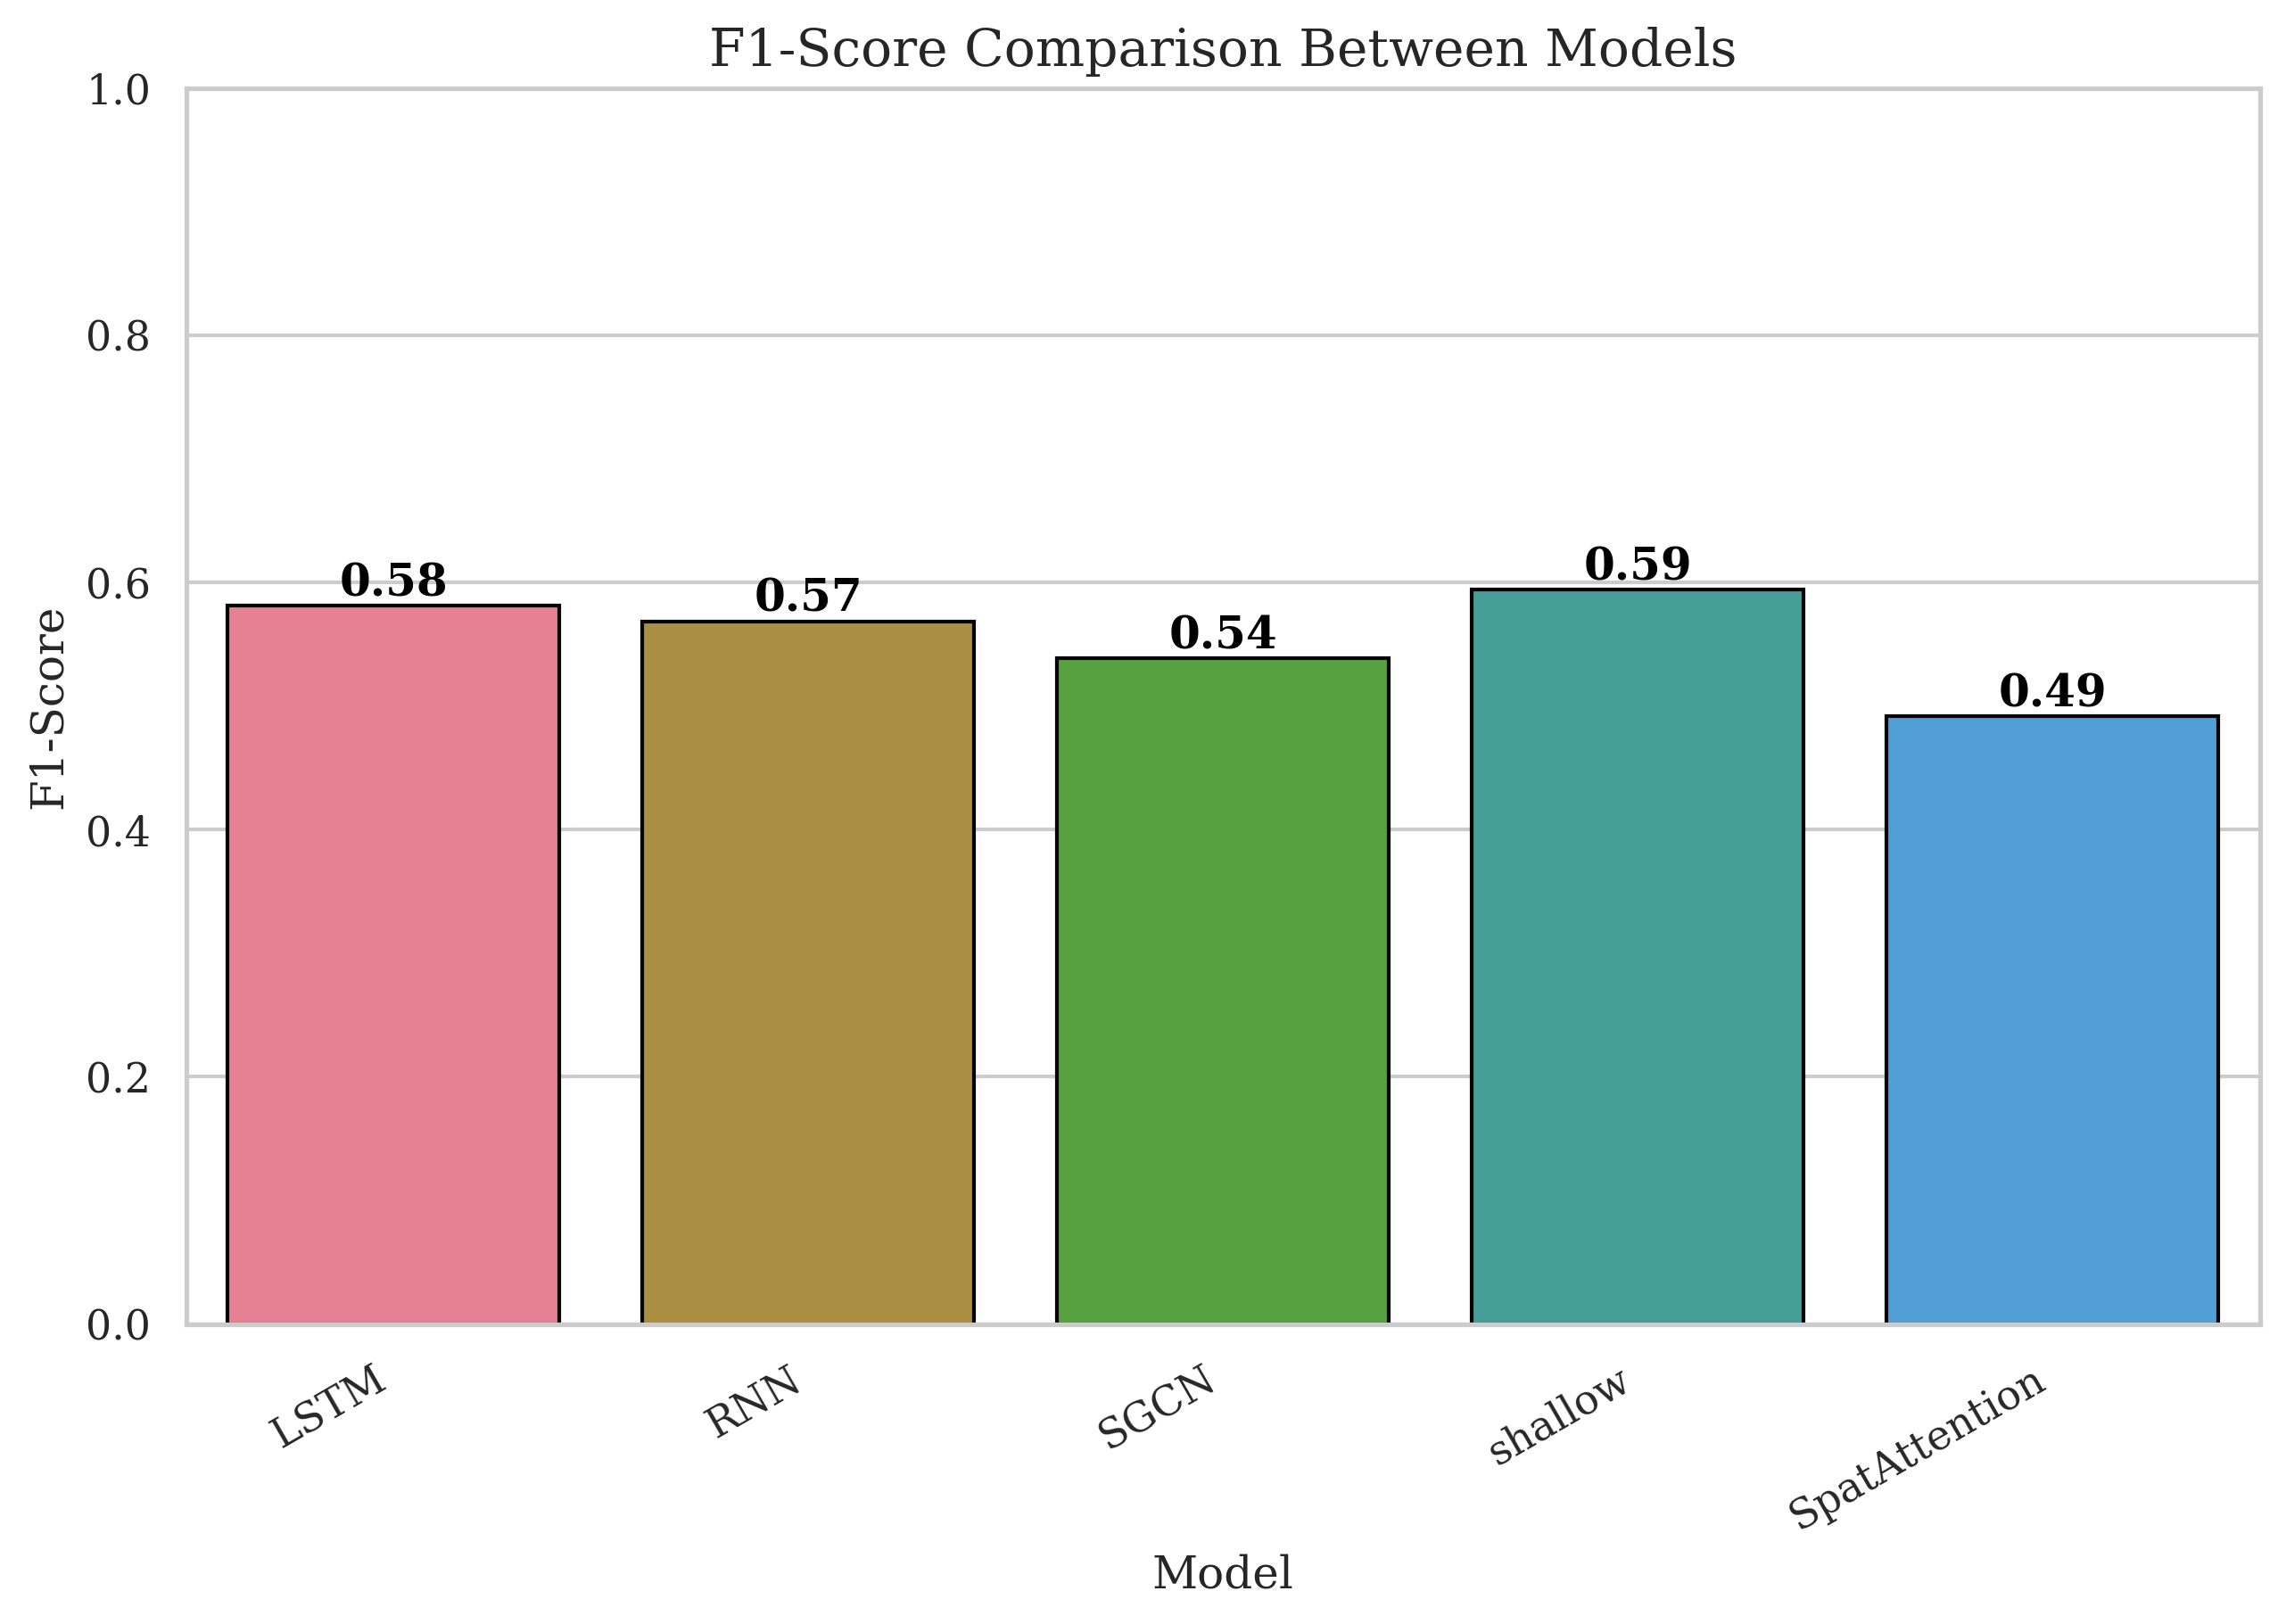 F1-Score Comparison Between Models
1.0
0.8
0.6
0.4
0.2
0.0
F1-Score
0.58
0.57
0.54
0.59
0.49
LSTM
RNN
SGCN
shallow
SpatAttention
Model